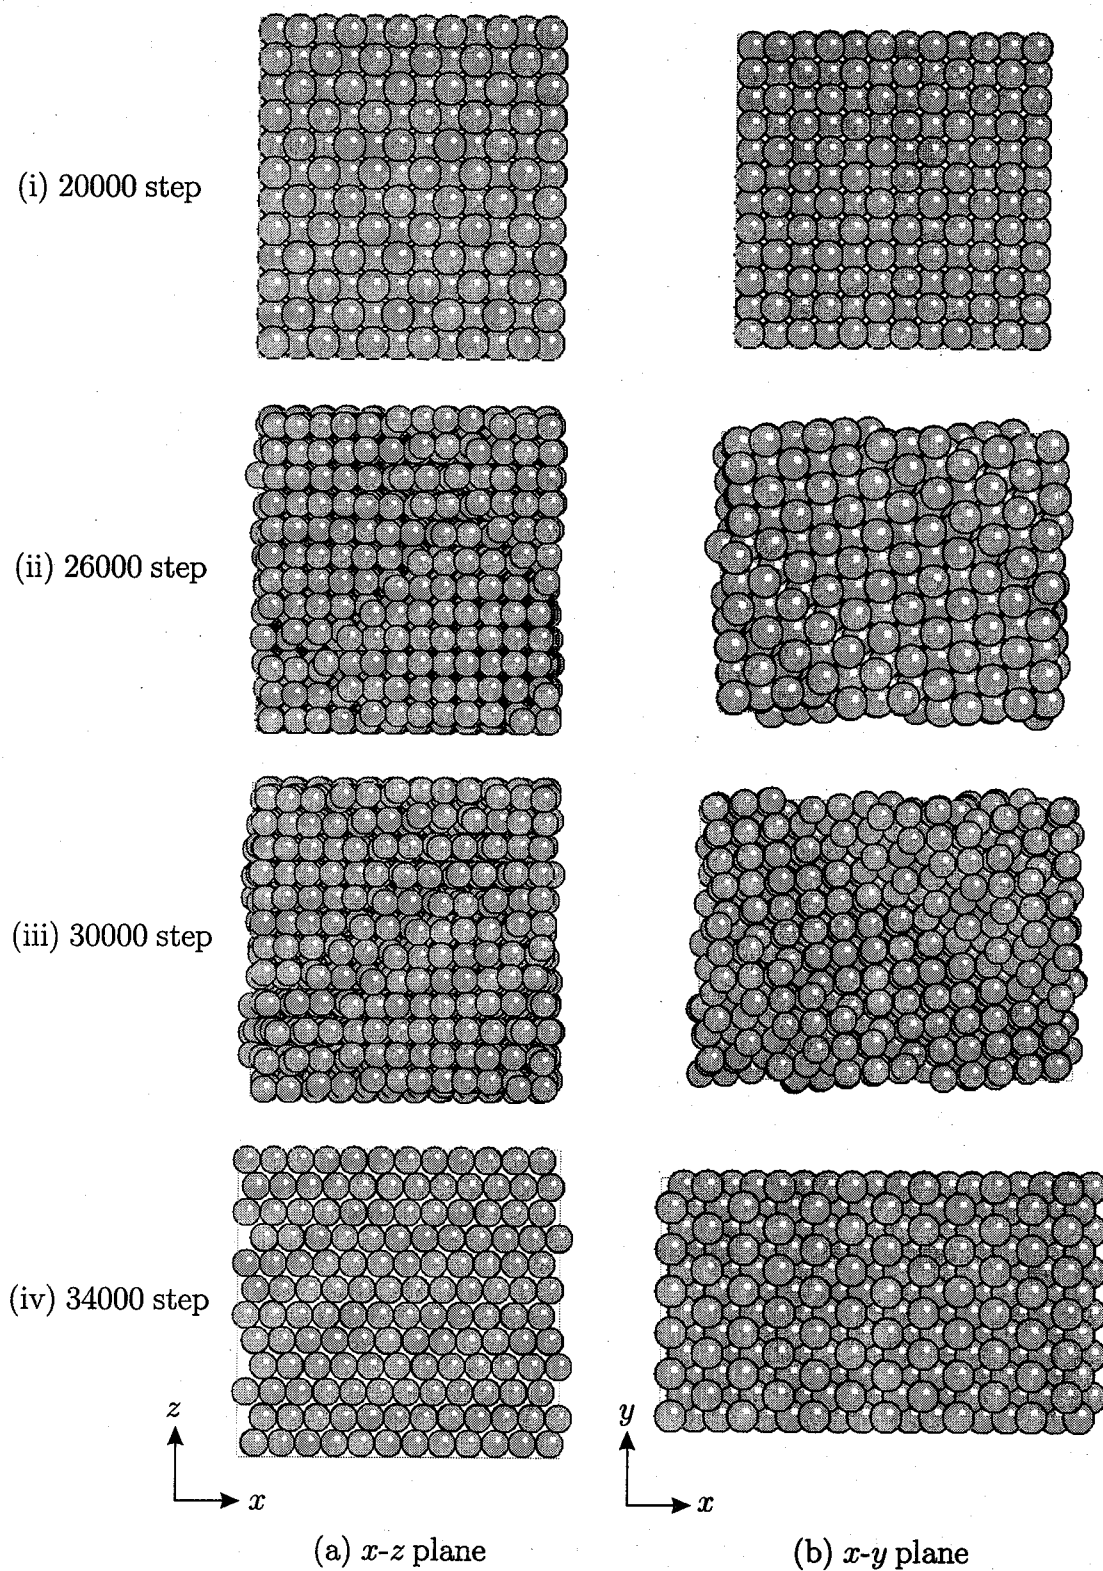 (i) 20000 step
(ii) 26000 step
(iii) 30000 step
(iv) 34000 step
z
x
y
x
(a) x-z plane
(b) x-y plane